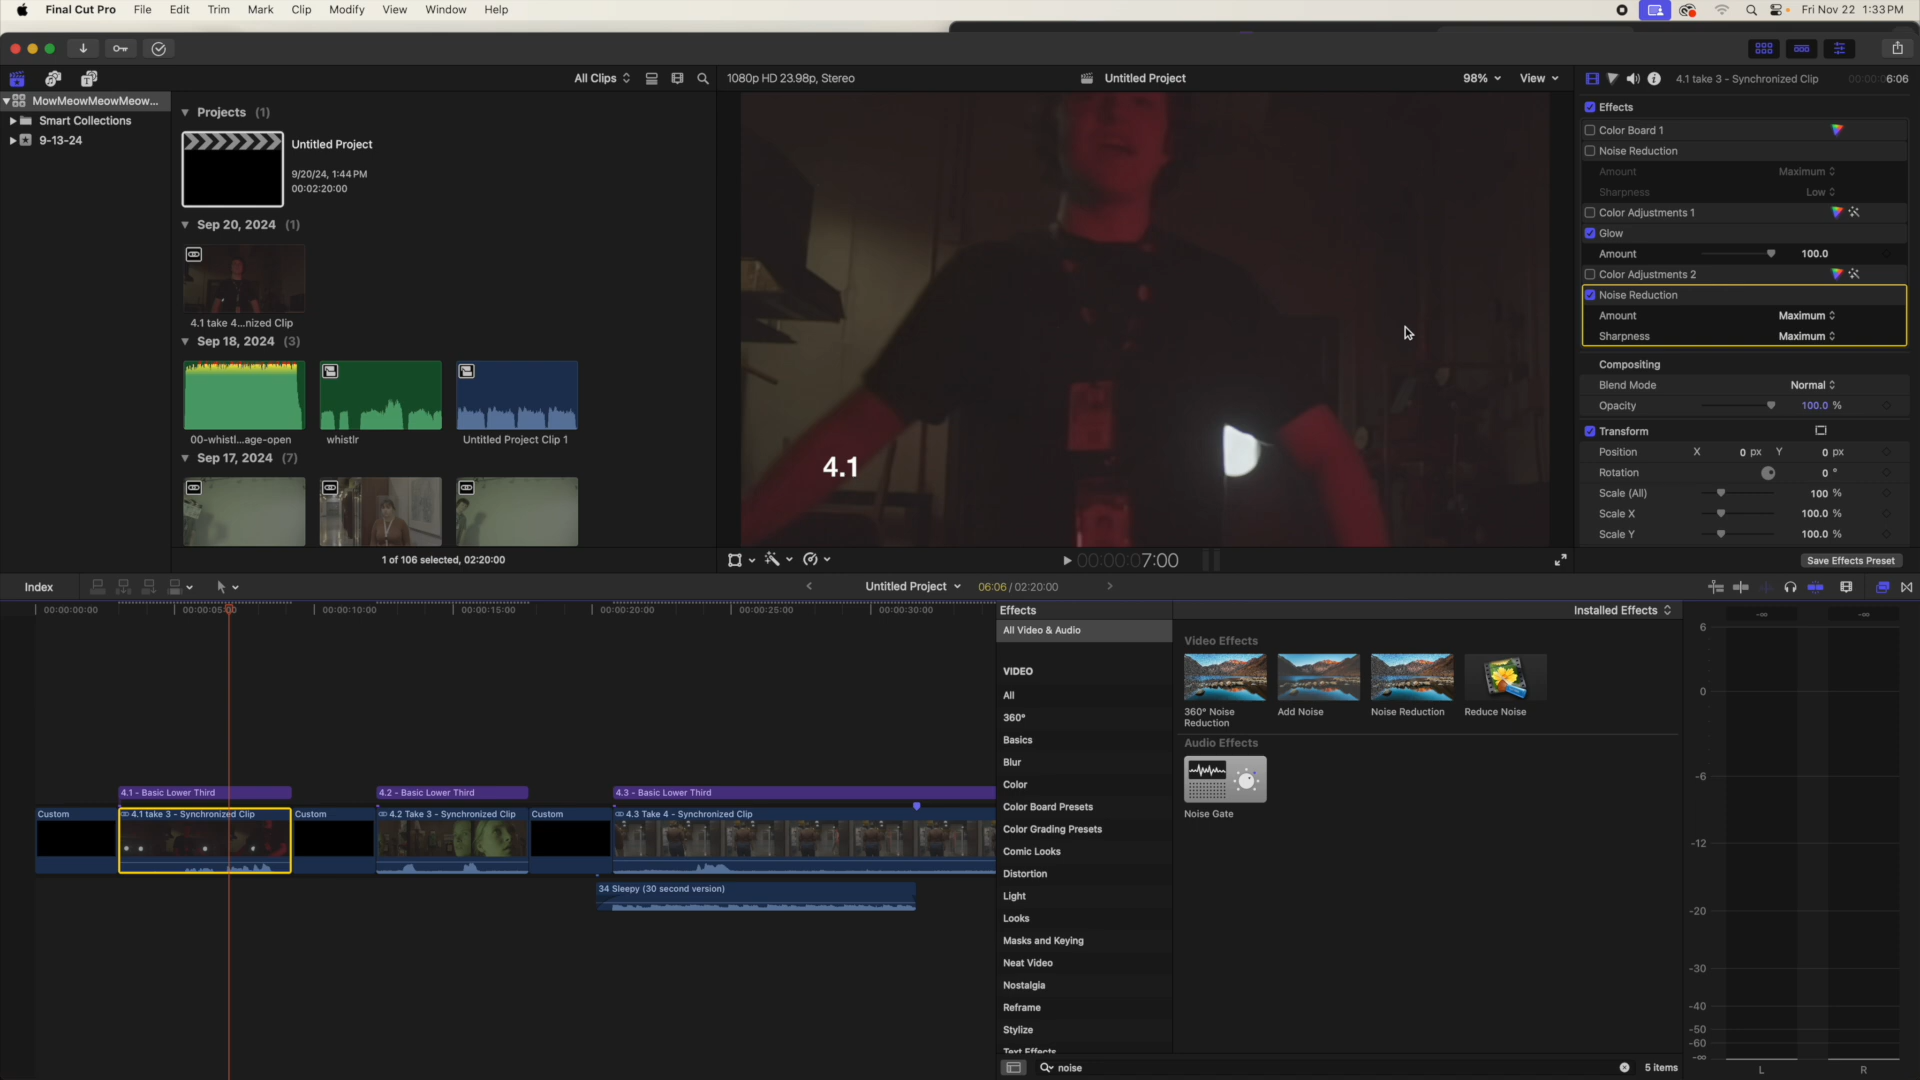 Final Cut Pro File Edit Trim Mark Clip Modify View Window Help
Fri Nov 22 1:33 PM
All Clips
1080p HD 23.98p, Stereo
Untitled Project
98%
View
4.1 take 3 - Synchronized Clip
6:06
MowMeowMeowMeow...
Smart Collections
9-13-24
Projects (1)
Untitled Project
9/20/24, 1:44 PM
00:02:20:00
Sep 20, 2024 (1)
4.1 take 4...nized Clip
Sep 18, 2024 (3)
00-whistl...age-open
whistlr
Untitled Project Clip 1
Sep 17, 2024 (7)
1 of 106 selected, 02:20:00
4.1
00:00:00:07:00
Effects
Color Board 1
Noise Reduction
Amount Maximum
Sharpness Low
Color Adjustments 1
Glow
Amount 100.0
Color Adjustments 2
Noise Reduction
Amount Maximum
Sharpness Maximum
Compositing
Blend Mode Normal
Opacity 100.0 %
Transform
Position X 0 px Y 0 px
Rotation 0 °
Scale (All) 100 %
Scale X 100.0 %
Scale Y 100.0 %
Save Effects Preset
Index
Untitled Project
06:06 / 02:20:00
00:00:00:00
00:00:05:00
00:00:10:00
00:00:15:00
00:00:20:00
00:00:25:00
00:00:30:00
4.1 - Basic Lower Third
4.2 - Basic Lower Third
4.3 - Basic Lower Third
Custom
4.1 take 3 - Synchronized Clip
Custom
4.2 Take 3 - Synchronized Clip
Custom
4.3 Take 4 - Synchronized Clip
34 Sleepy (30 second version)
Effects
Installed Effects
All Video & Audio
VIDEO
All
360°
Basics
Blur
Color
Color Board Presets
Color Grading Presets
Comic Looks
Distortion
Light
Looks
Masks and Keying
Neat Video
Nostalgia
Reframe
Stylize
Text Effects
Video Effects
360° Noise
Reduction
Add Noise
Noise Reduction
Reduce Noise
Audio Effects
Noise Gate
noise
5 items
-∞ -∞
6
0
-6
-12
-20
-30
-40
-50
-60
-∞
L R